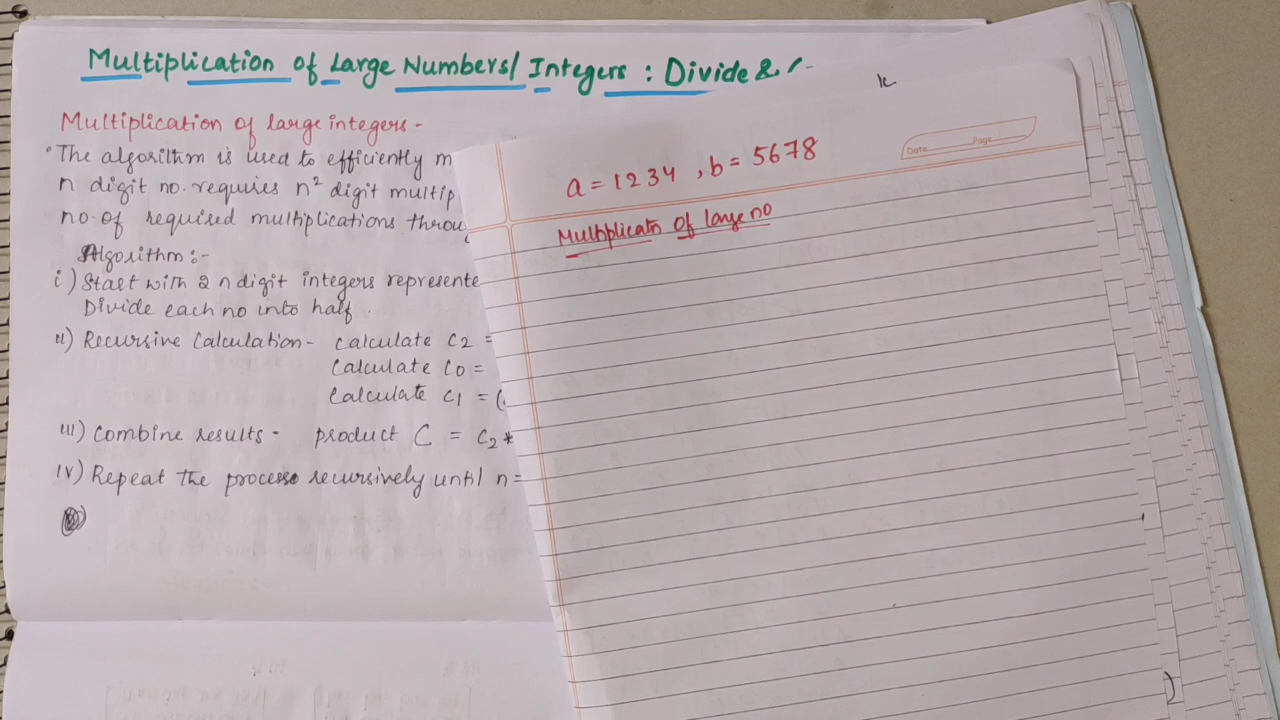 Multiplication of Large Numbers/ Integers : Divide &
Multiplication of large integers -
The algorithm is used to efficiently m
n digit no. requires n² digit multip
no. of required multiplications throu
Algorithm :-
i) Start with 2 n digit integers represente
Divide each no into half.
ii) Recursive Calculation - calculate c2 =
Calculate c0 =
Calculate c1 = (
iii) Combine results - product C = c2 *
iv) Repeat the process recursively until n =
a = 1234 , b = 5678
Date Page
Multiplicatn of large no